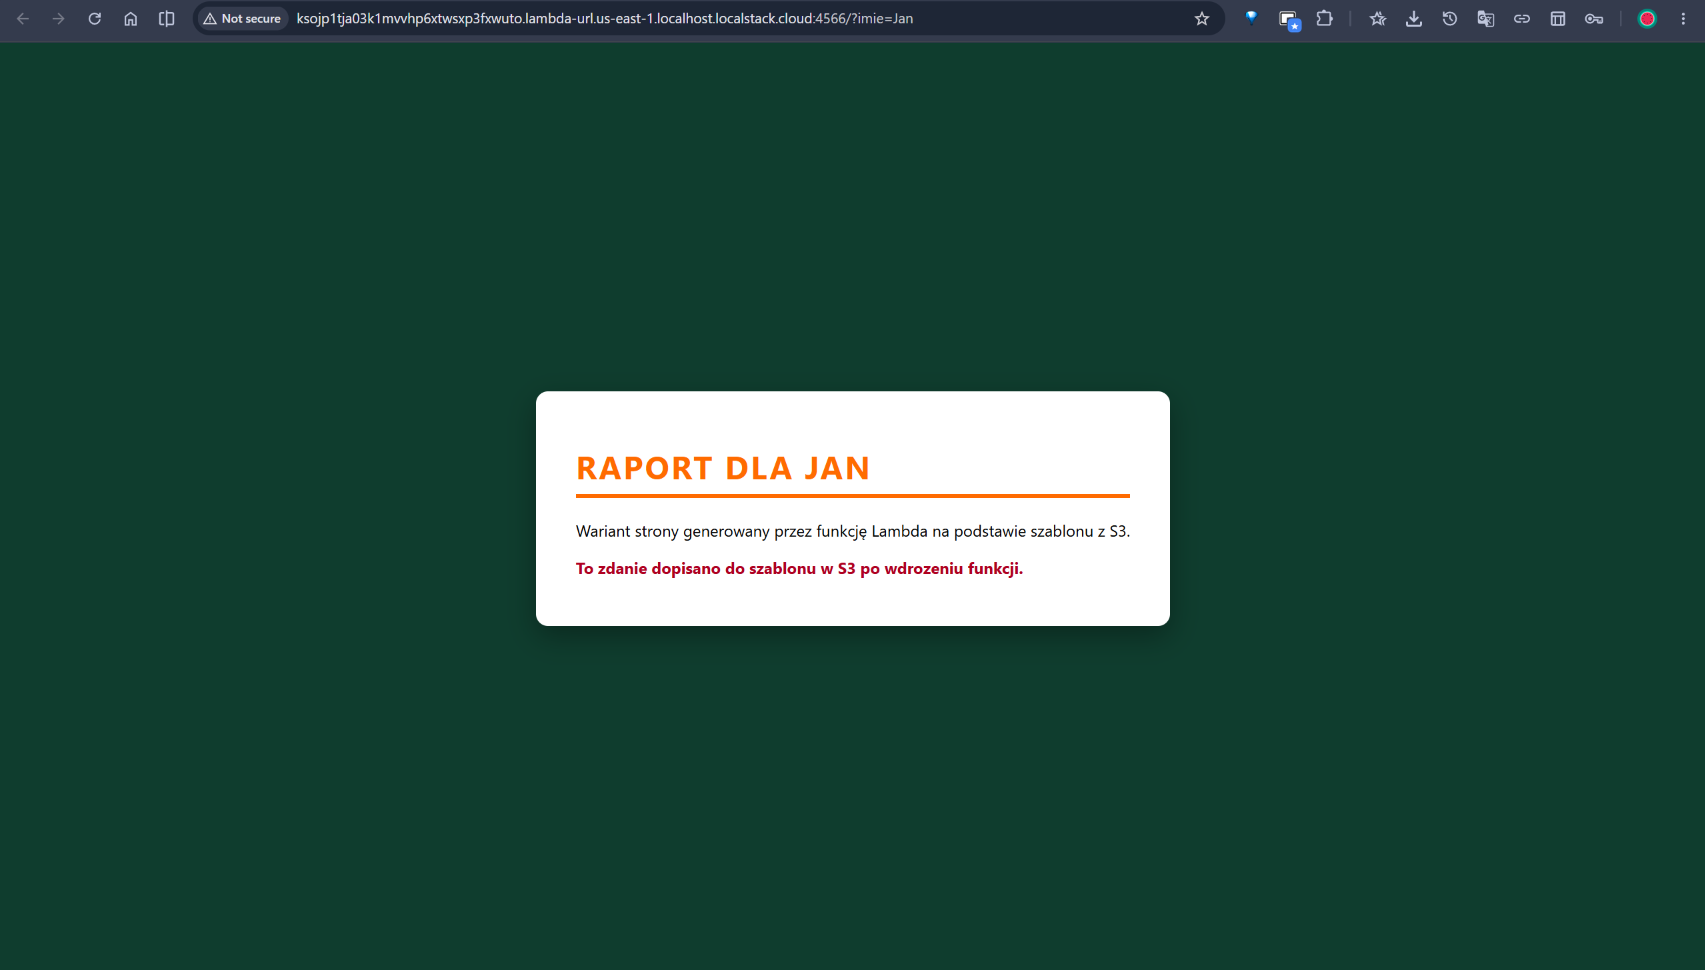 Not secure
ksojp1tja03k1mvvhp6xtwsxp3fxwuto.lambda-url.us-east-1.localhost.localstack.cloud:4566/?imie=Jan
RAPORT DLA JAN
Wariant strony generowany przez funkcję Lambda na podstawie szablonu z S3.
To zdanie dopisano do szablonu w S3 po wdrozeniu funkcji.